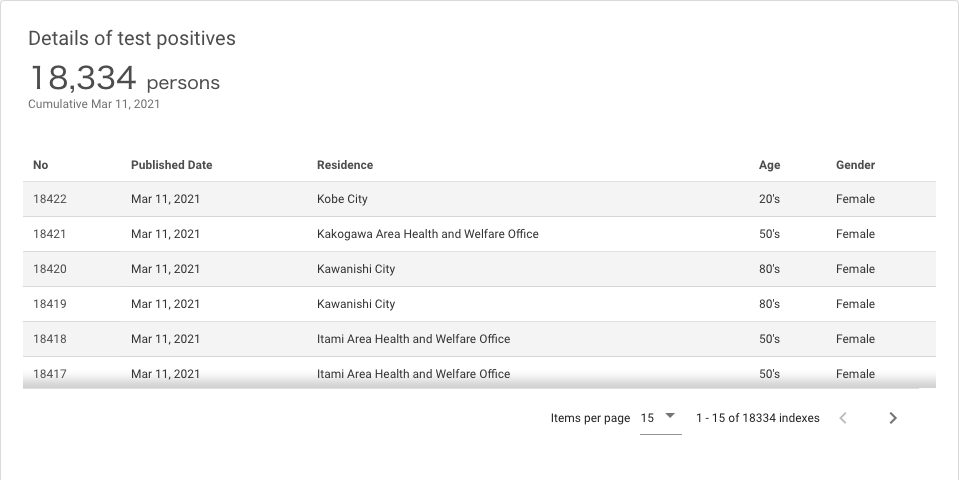 Details of test positives
18,334 persons
Cumulative Mar 11, 2021
No Published Date Residence Age Gender
18422 Mar 11, 2021 Kobe City 20's Female
18421 Mar 11, 2021 Kakogawa Area Health and Welfare Office 50's Female
18420 Mar 11, 2021 Kawanishi City 80's Female
18419 Mar 11, 2021 Kawanishi City 80's Female
18418 Mar 11, 2021 Itami Area Health and Welfare Office 50's Female
18417 Mar 11, 2021 Itami Area Health and Welfare Office 50's Female
Items per page 15 1 - 15 of 18334 indexes